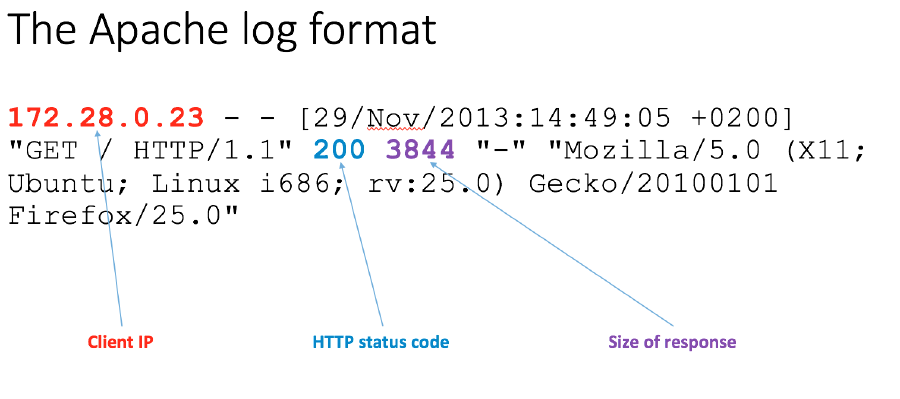 The Apache log format
172.28.0.23 - - [29/Nov/2013:14:49:05 +0200]
"GET / HTTP/1.1" 200 3844 "-" "Mozilla/5.0 (X11;
Ubuntu; Linux i686; rv:25.0) Gecko/20100101
Firefox/25.0"
Client IP
HTTP status code
Size of response